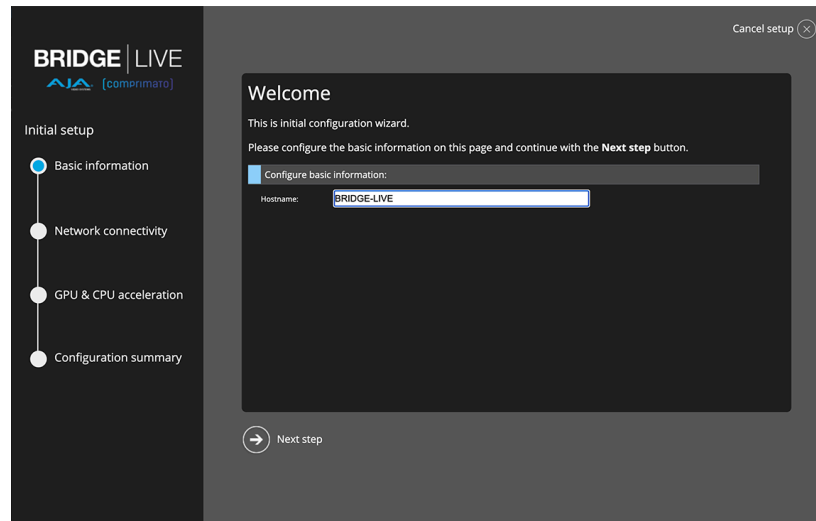 Cancel setup
BRIDGE LIVE
AJA [comprimato]
Initial setup
Basic information
Network connectivity
GPU & CPU acceleration
Configuration summary
Welcome
This is initial configuration wizard.
Please configure the basic information on this page and continue with the Next step button.
Configure basic information:
Hostname: BRIDGE-LIVE
Next step